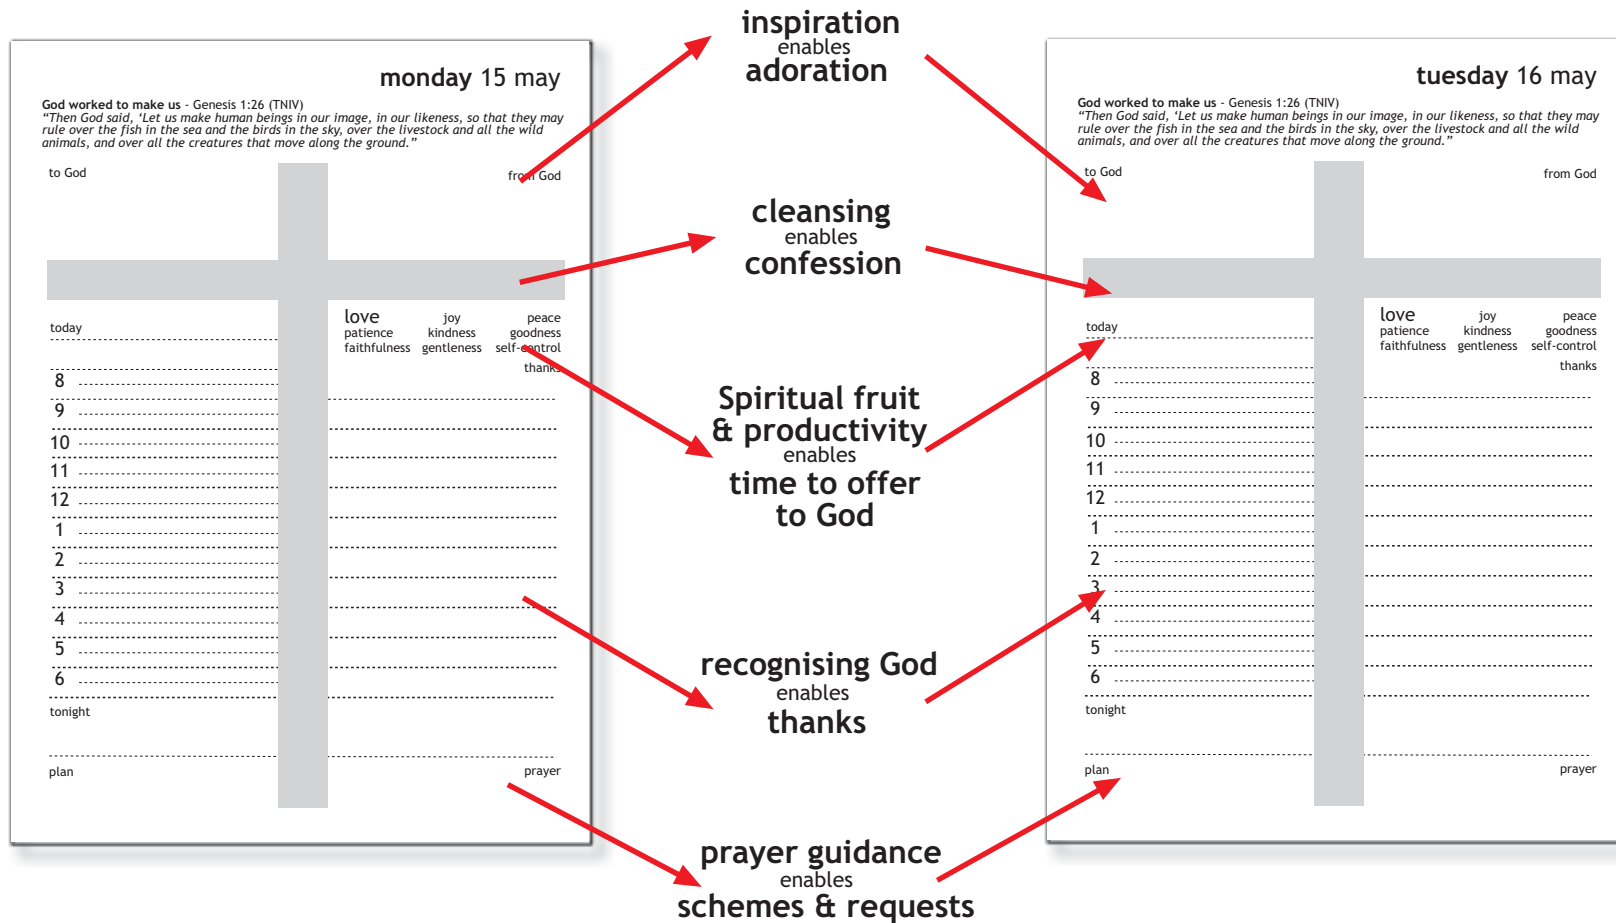 monday 15 may
God worked to make us - Genesis 1:26 (TNIV)
“Then God said, ‘Let us make human beings in our image, in our likeness, so that they may
rule over the fish in the sea and the birds in the sky, over the livestock and all the wild
animals, and over all the creatures that move along the ground.”
to God
from God
love joy peace
patience kindness goodness
faithfulness gentleness self-control
thanks
today
8
9
10
11
12
1
2
3
4
5
6
tonight
plan
prayer
inspiration
enables
adoration
cleansing
enables
confession
Spiritual fruit
& productivity
enables
time to offer
to God
recognising God
enables
thanks
prayer guidance
enables
schemes & requests
tuesday 16 may
God worked to make us - Genesis 1:26 (TNIV)
“Then God said, ‘Let us make human beings in our image, in our likeness, so that they may
rule over the fish in the sea and the birds in the sky, over the livestock and all the wild
animals, and over all the creatures that move along the ground.”
to God
from God
love joy peace
patience kindness goodness
faithfulness gentleness self-control
thanks
today
8
9
10
11
12
1
2
3
4
5
6
tonight
plan
prayer